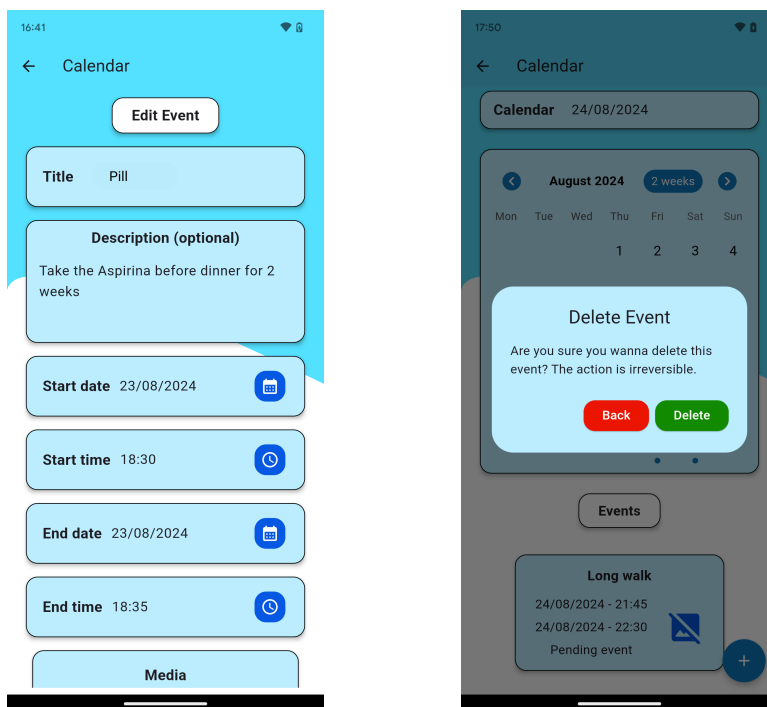 16:41
Calendar
Edit Event
Title Pill
Description (optional)
Take the Aspirina before dinner for 2
weeks
Start date 23/08/2024
Start time 18:30
End date 23/08/2024
End time 18:35
Media
17:50
Calendar
Calendar 24/08/2024
August 2024 2 weeks
Mon Tue Wed Thu Fri Sat Sun
1 2 3 4
Delete Event
Are you sure you wanna delete this
event? The action is irreversible.
Back Delete
Events
Long walk
24/08/2024 - 21:45
24/08/2024 - 22:30
Pending event